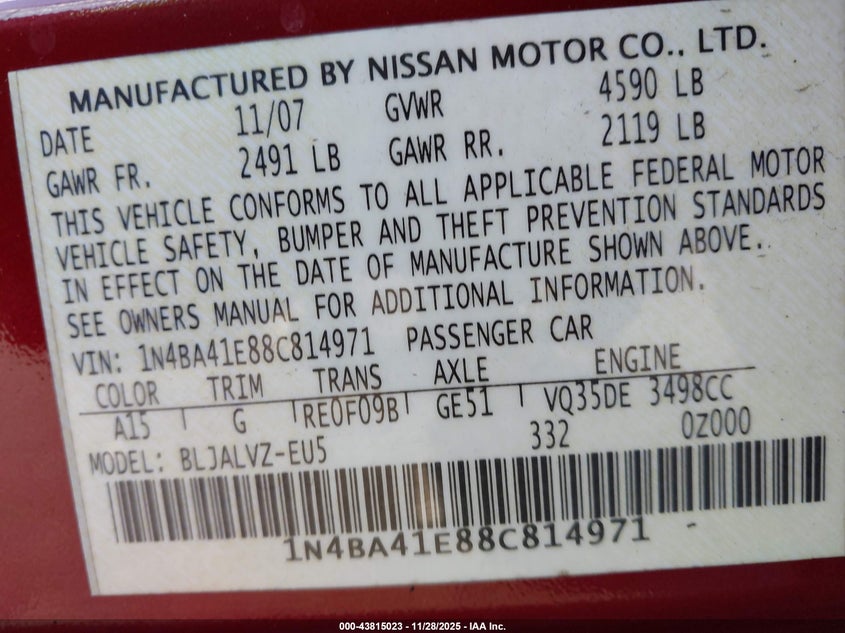 MANUFACTURED BY NISSAN MOTOR CO., LTD.
DATE 11/07 GVWR 4590 LB
GAWR FR. 2491 LB GAWR RR. 2119 LB
THIS VEHICLE CONFORMS TO ALL APPLICABLE FEDERAL MOTOR
VEHICLE SAFETY, BUMPER AND THEFT PREVENTION STANDARDS
IN EFFECT ON THE DATE OF MANUFACTURE SHOWN ABOVE.
SEE OWNERS MANUAL FOR ADDITIONAL INFORMATION.
VIN: 1N4BA41E88C814971 PASSENGER CAR
COLOR TRIM TRANS AXLE ENGINE
A15 G RE0F09B GE51 VQ35DE 3498CC
MODEL: BLJALVZ-EU5 332 0Z000
1N4BA41E88C814971
000-43815023 - 11/28/2025 - IAA Inc.